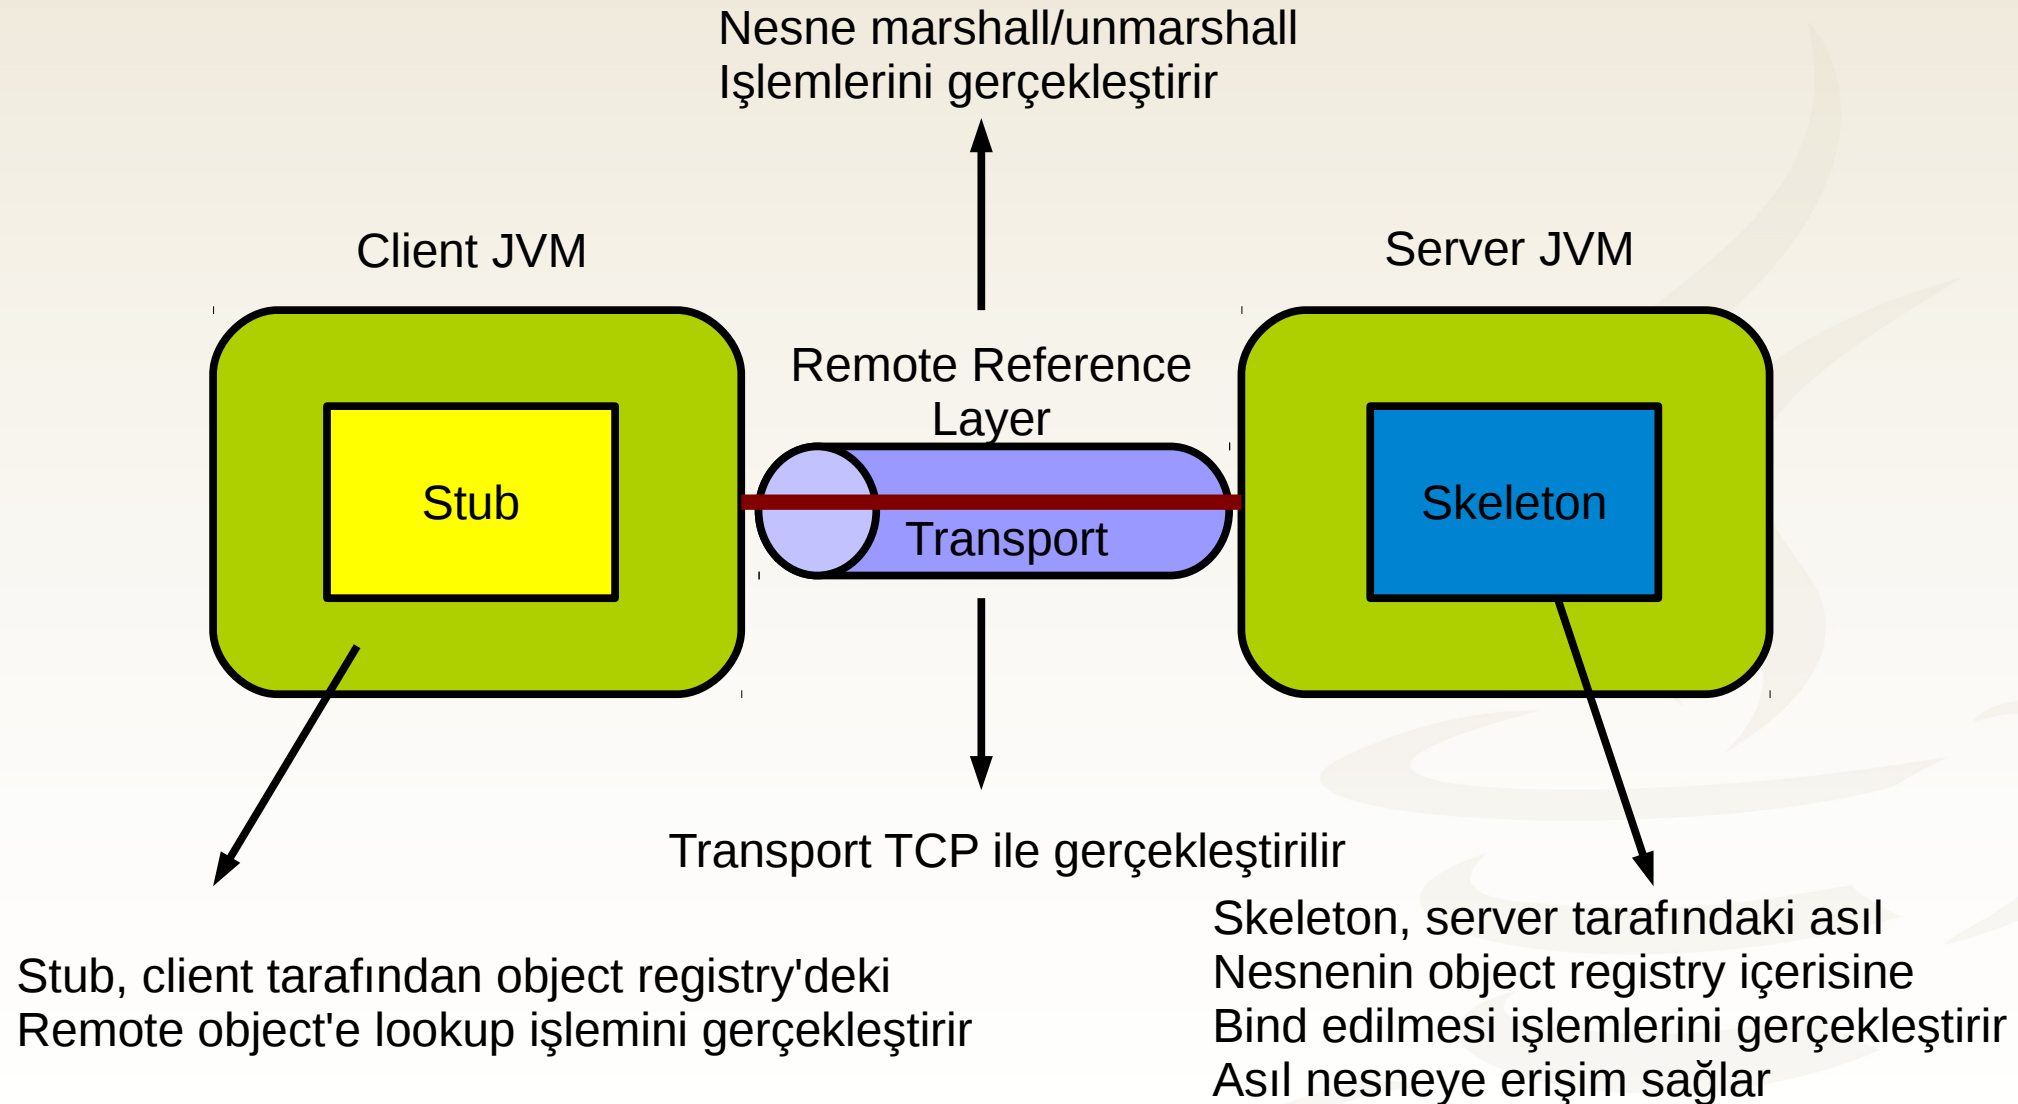 Nesne marshall/unmarshall
Işlemlerini gerçekleştirir
Client JVM
Server JVM
Remote Reference
Layer
Stub
Transport
Skeleton
Transport TCP ile gerçekleştirilir
Stub, client tarafından object registry'deki
Remote object'e lookup işlemini gerçekleştirir
Skeleton, server tarafındaki asıl
Nesnenin object registry içerisine
Bind edilmesi işlemlerini gerçekleştirir
Asıl nesneye erişim sağlar